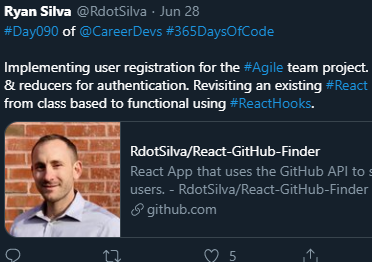 Ryan Silva @RdotSilva · Jun 28
#Day090 of @CareerDevs #365DaysOfCode
Implementing user registration for the #Agile team project.
& reducers for authentication. Revisiting an existing #React
from class based to functional using #ReactHooks.
RdotSilva/React-GitHub-Finder
React App that uses the GitHub API to s
users. - RdotSilva/React-GitHub-Finder
github.com
5